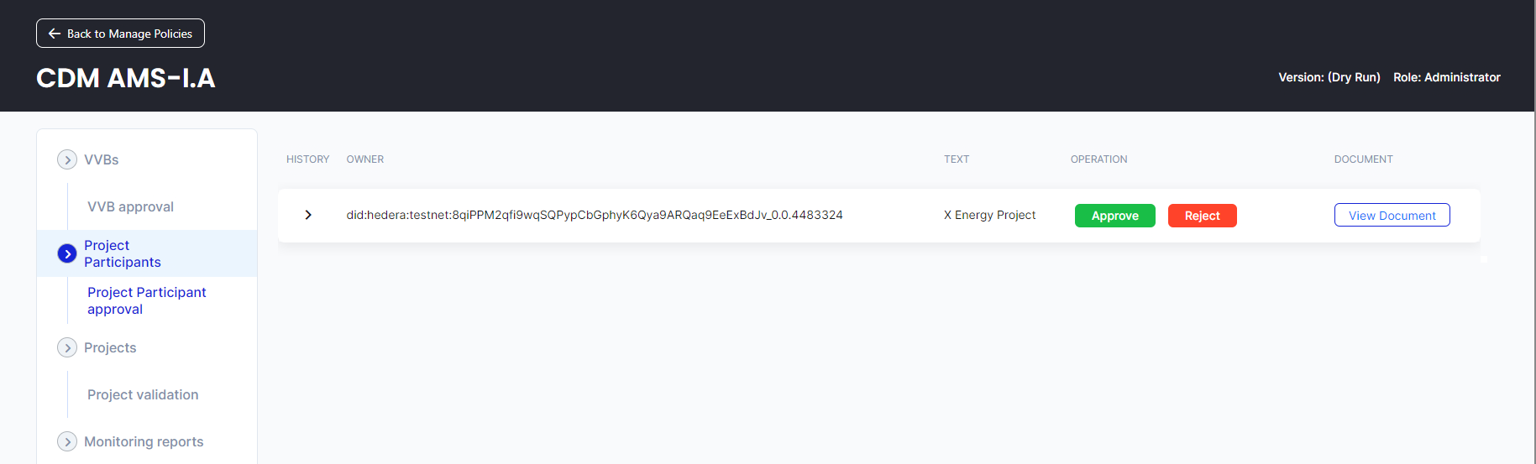 Back to Manage Policies
CDM AMS-I.A
Version: (Dry Run) Role: Administrator
VVBs
VVB approval
Project
Participants
Project Participant
approval
Projects
Project validation
Monitoring reports
HISTORY OWNER TEXT OPERATION DOCUMENT
did:hedera:testnet:8qiPPM2qfi9wqSQPypCbGphyK6Qya9ARQaq9EeExBdJv_0.0.4483324 X Energy Project Approve Reject View Document